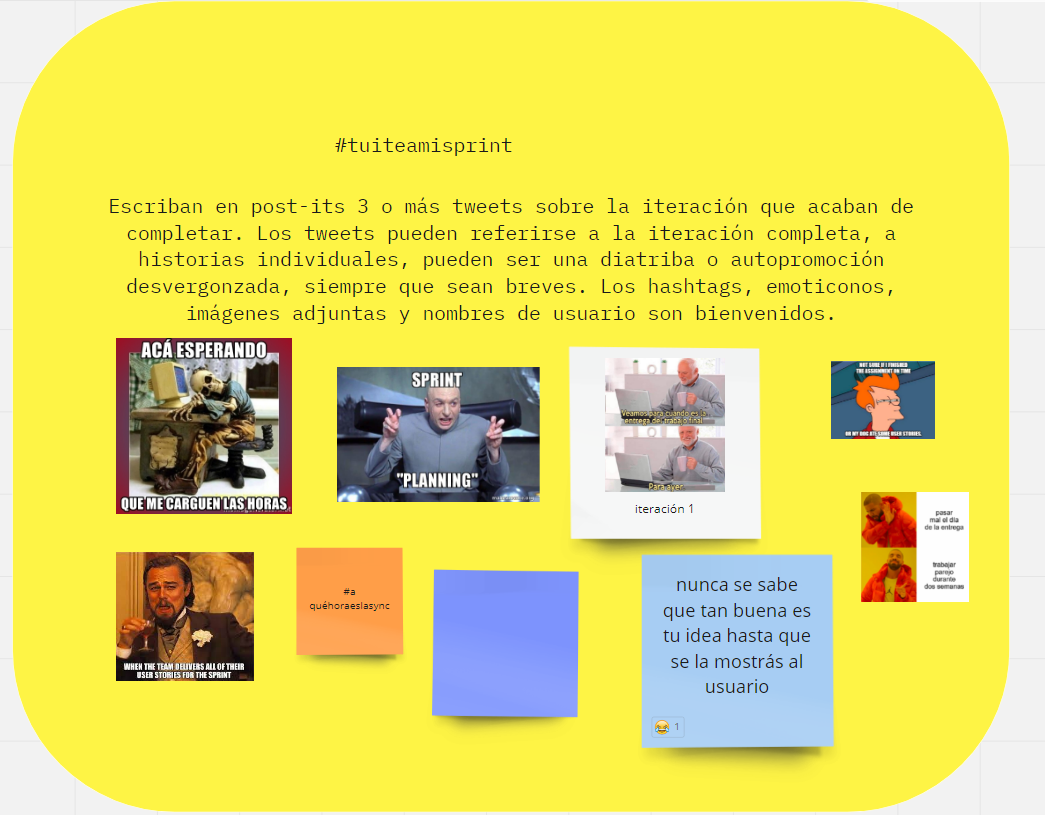 #tuiteamisprint
Escriban en post-its 3 o más tweets sobre la iteración que acaban de
completar. Los tweets pueden referirse a la iteración completa, a
historias individuales, pueden ser una diatriba o autopromoción
desvergonzada, siempre que sean breves. Los hashtags, emoticonos,
imágenes adjuntas y nombres de usuario son bienvenidos.
ACÁ ESPERANDO
QUE ME CARGUEN LAS HORAS
SPRINT
"PLANNING"
Veamos para cuándo es la
entrega del trabajo final
Para ayer
iteración 1
NOT SURE IF I FINISHED
THE ASSIGNMENT ON TIME
OR MY DOC ATE SOME USED STORIES.
pasar
mal el día
de la entrega
trabajar
parejo
durante
dos semanas
WHEN THE TEAM DELIVERS ALL OF THEIR
USER STORIES FOR THE SPRINT
#a
quéhoraeslasync
nunca se sabe
que tan buena es
tu idea hasta que
se la mostrás al
usuario
1